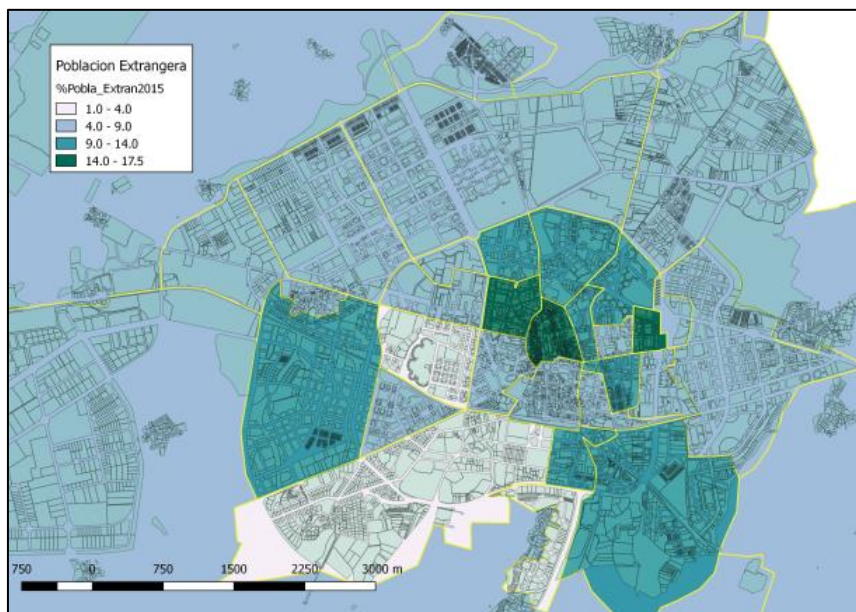 Poblacion Extrangera
%Pobla_Extran2015
1.0 - 4.0
4.0 - 9.0
9.0 - 14.0
14.0 - 17.5
750 0 750 1500 2250 3000 m